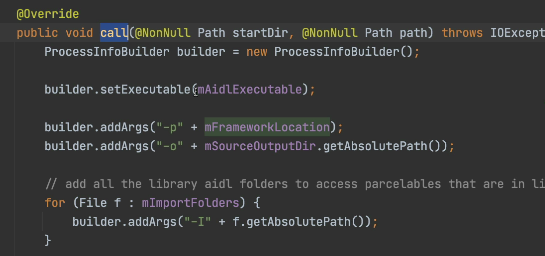 @Override
public void call(@NonNull Path startDir, @NonNull Path path) throws IOExcept
ProcessInfoBuilder builder = new ProcessInfoBuilder();
builder.setExecutable(mAidlExecutable);
builder.addArgs("-p" + mFrameworkLocation);
builder.addArgs("-o" + mSourceOutputDir.getAbsolutePath());
// add all the library aidl folders to access parcelables that are in li
for (File f : mImportFolders) {
builder.addArgs("-I" + f.getAbsolutePath());
}